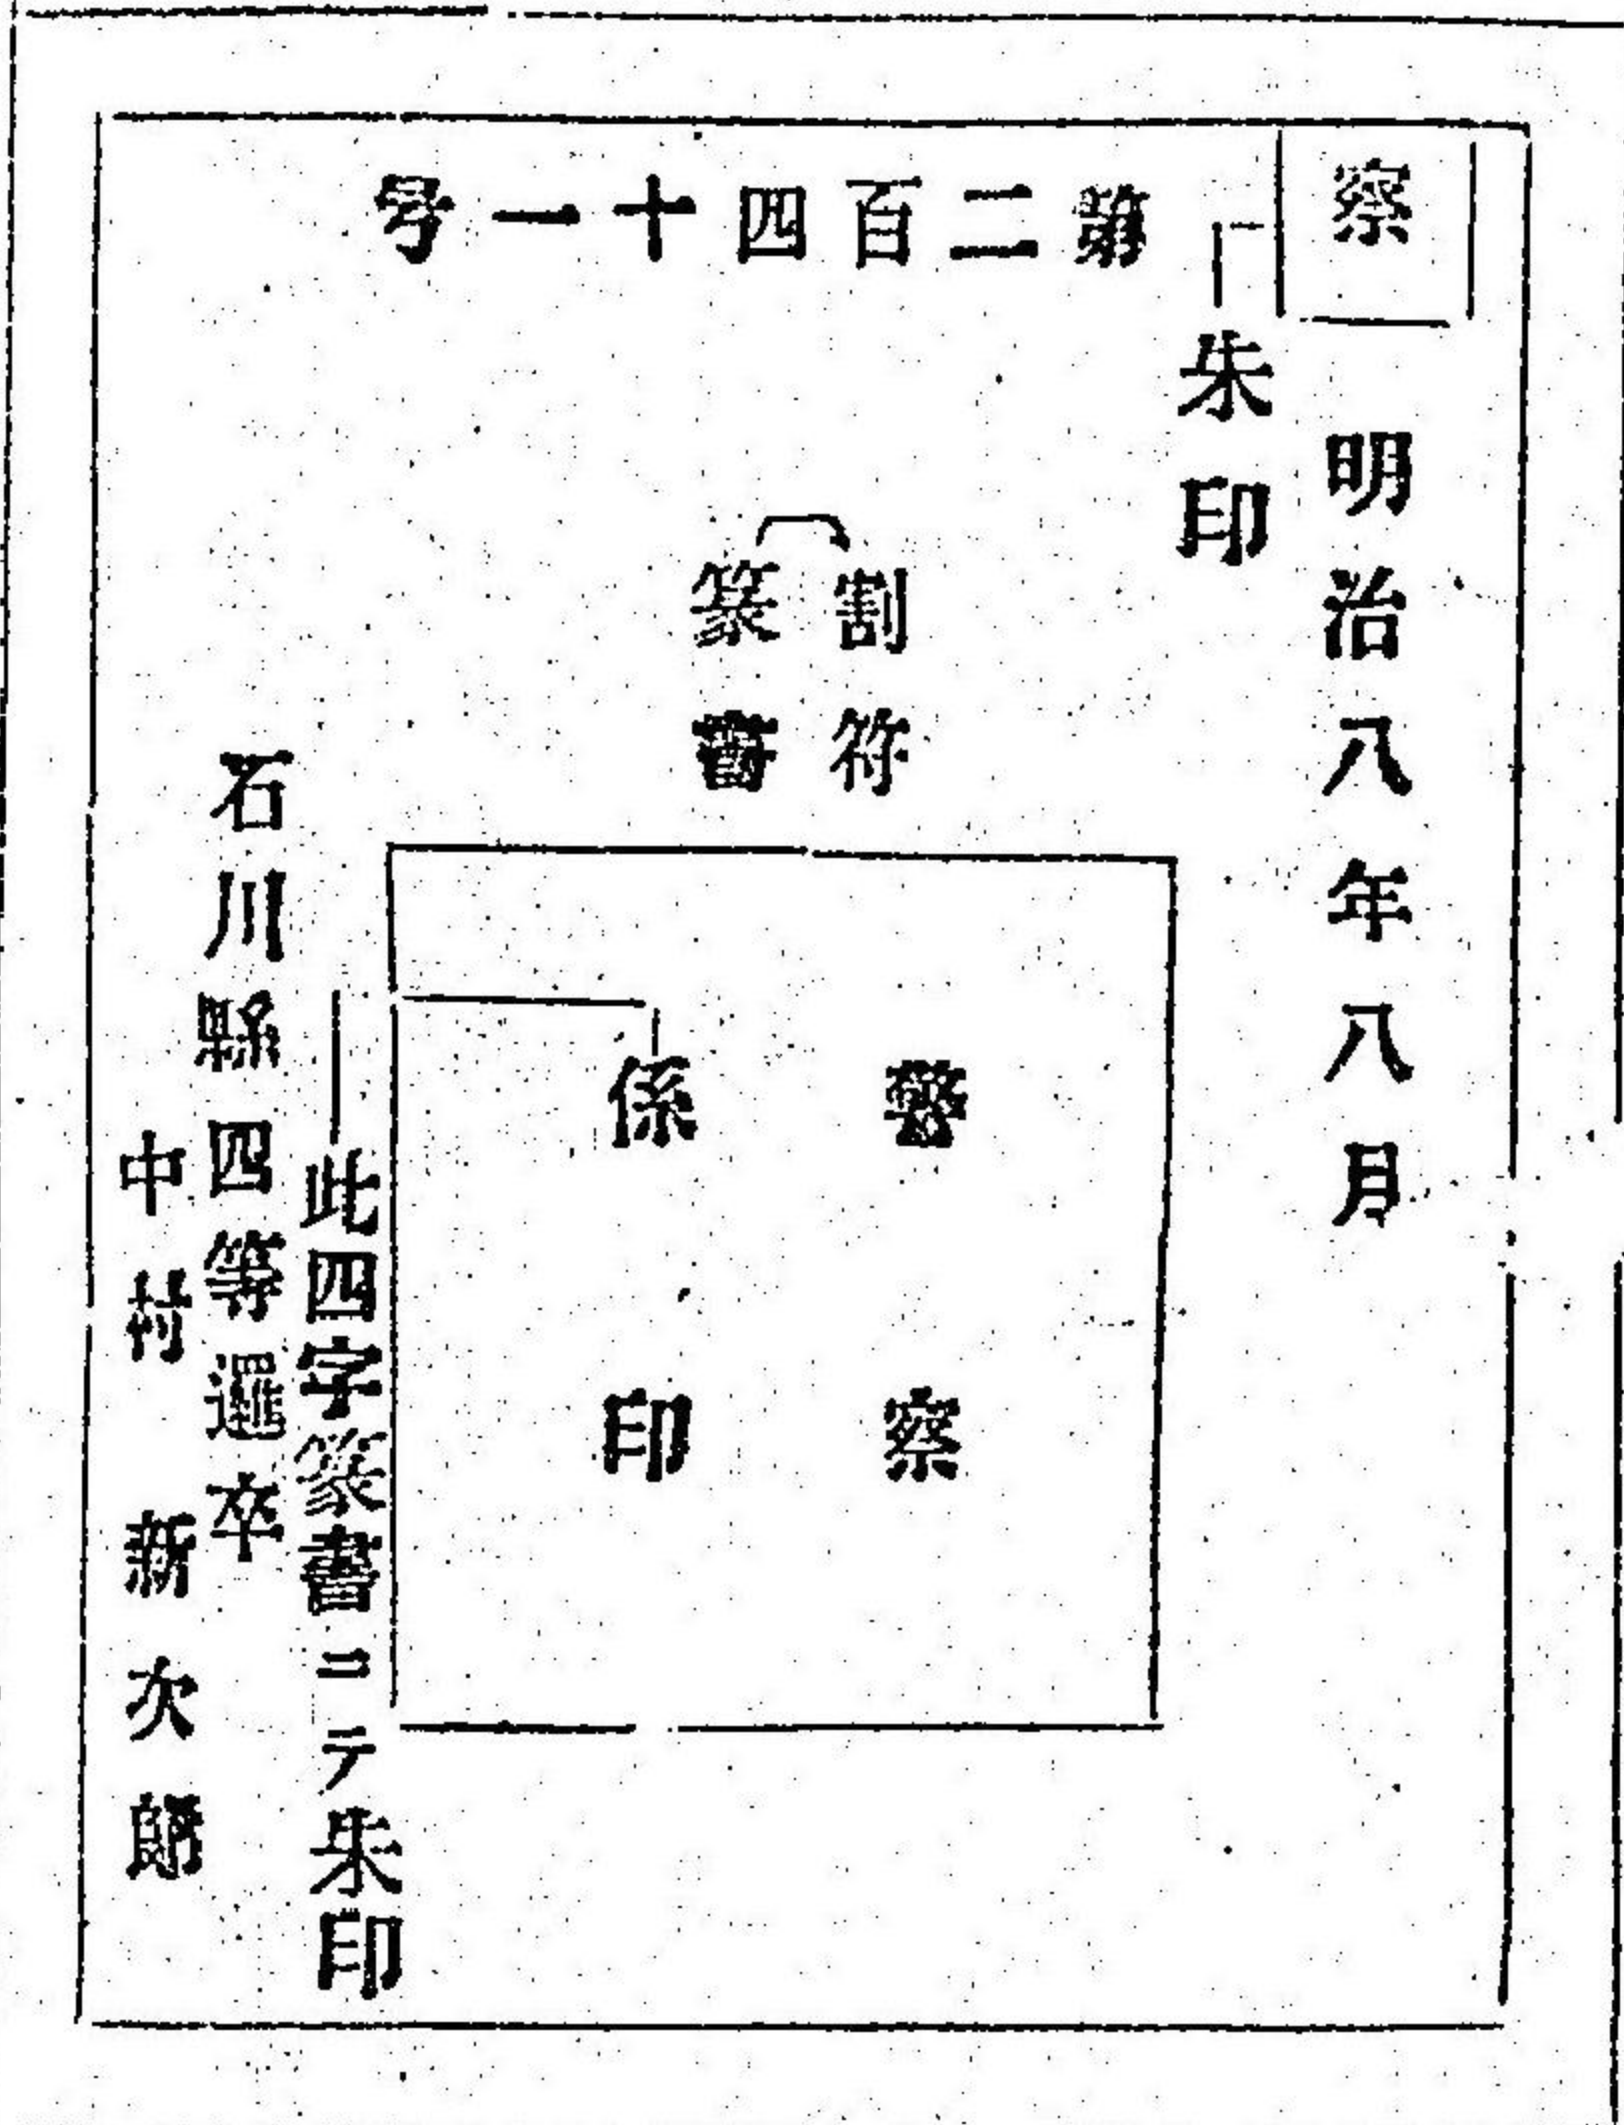 察
明治八年八月
朱印
第二百四十一号
割符
篆書
警察
係印
此四字篆書ニテ朱印
石川縣四等邏卒
中村新次郎